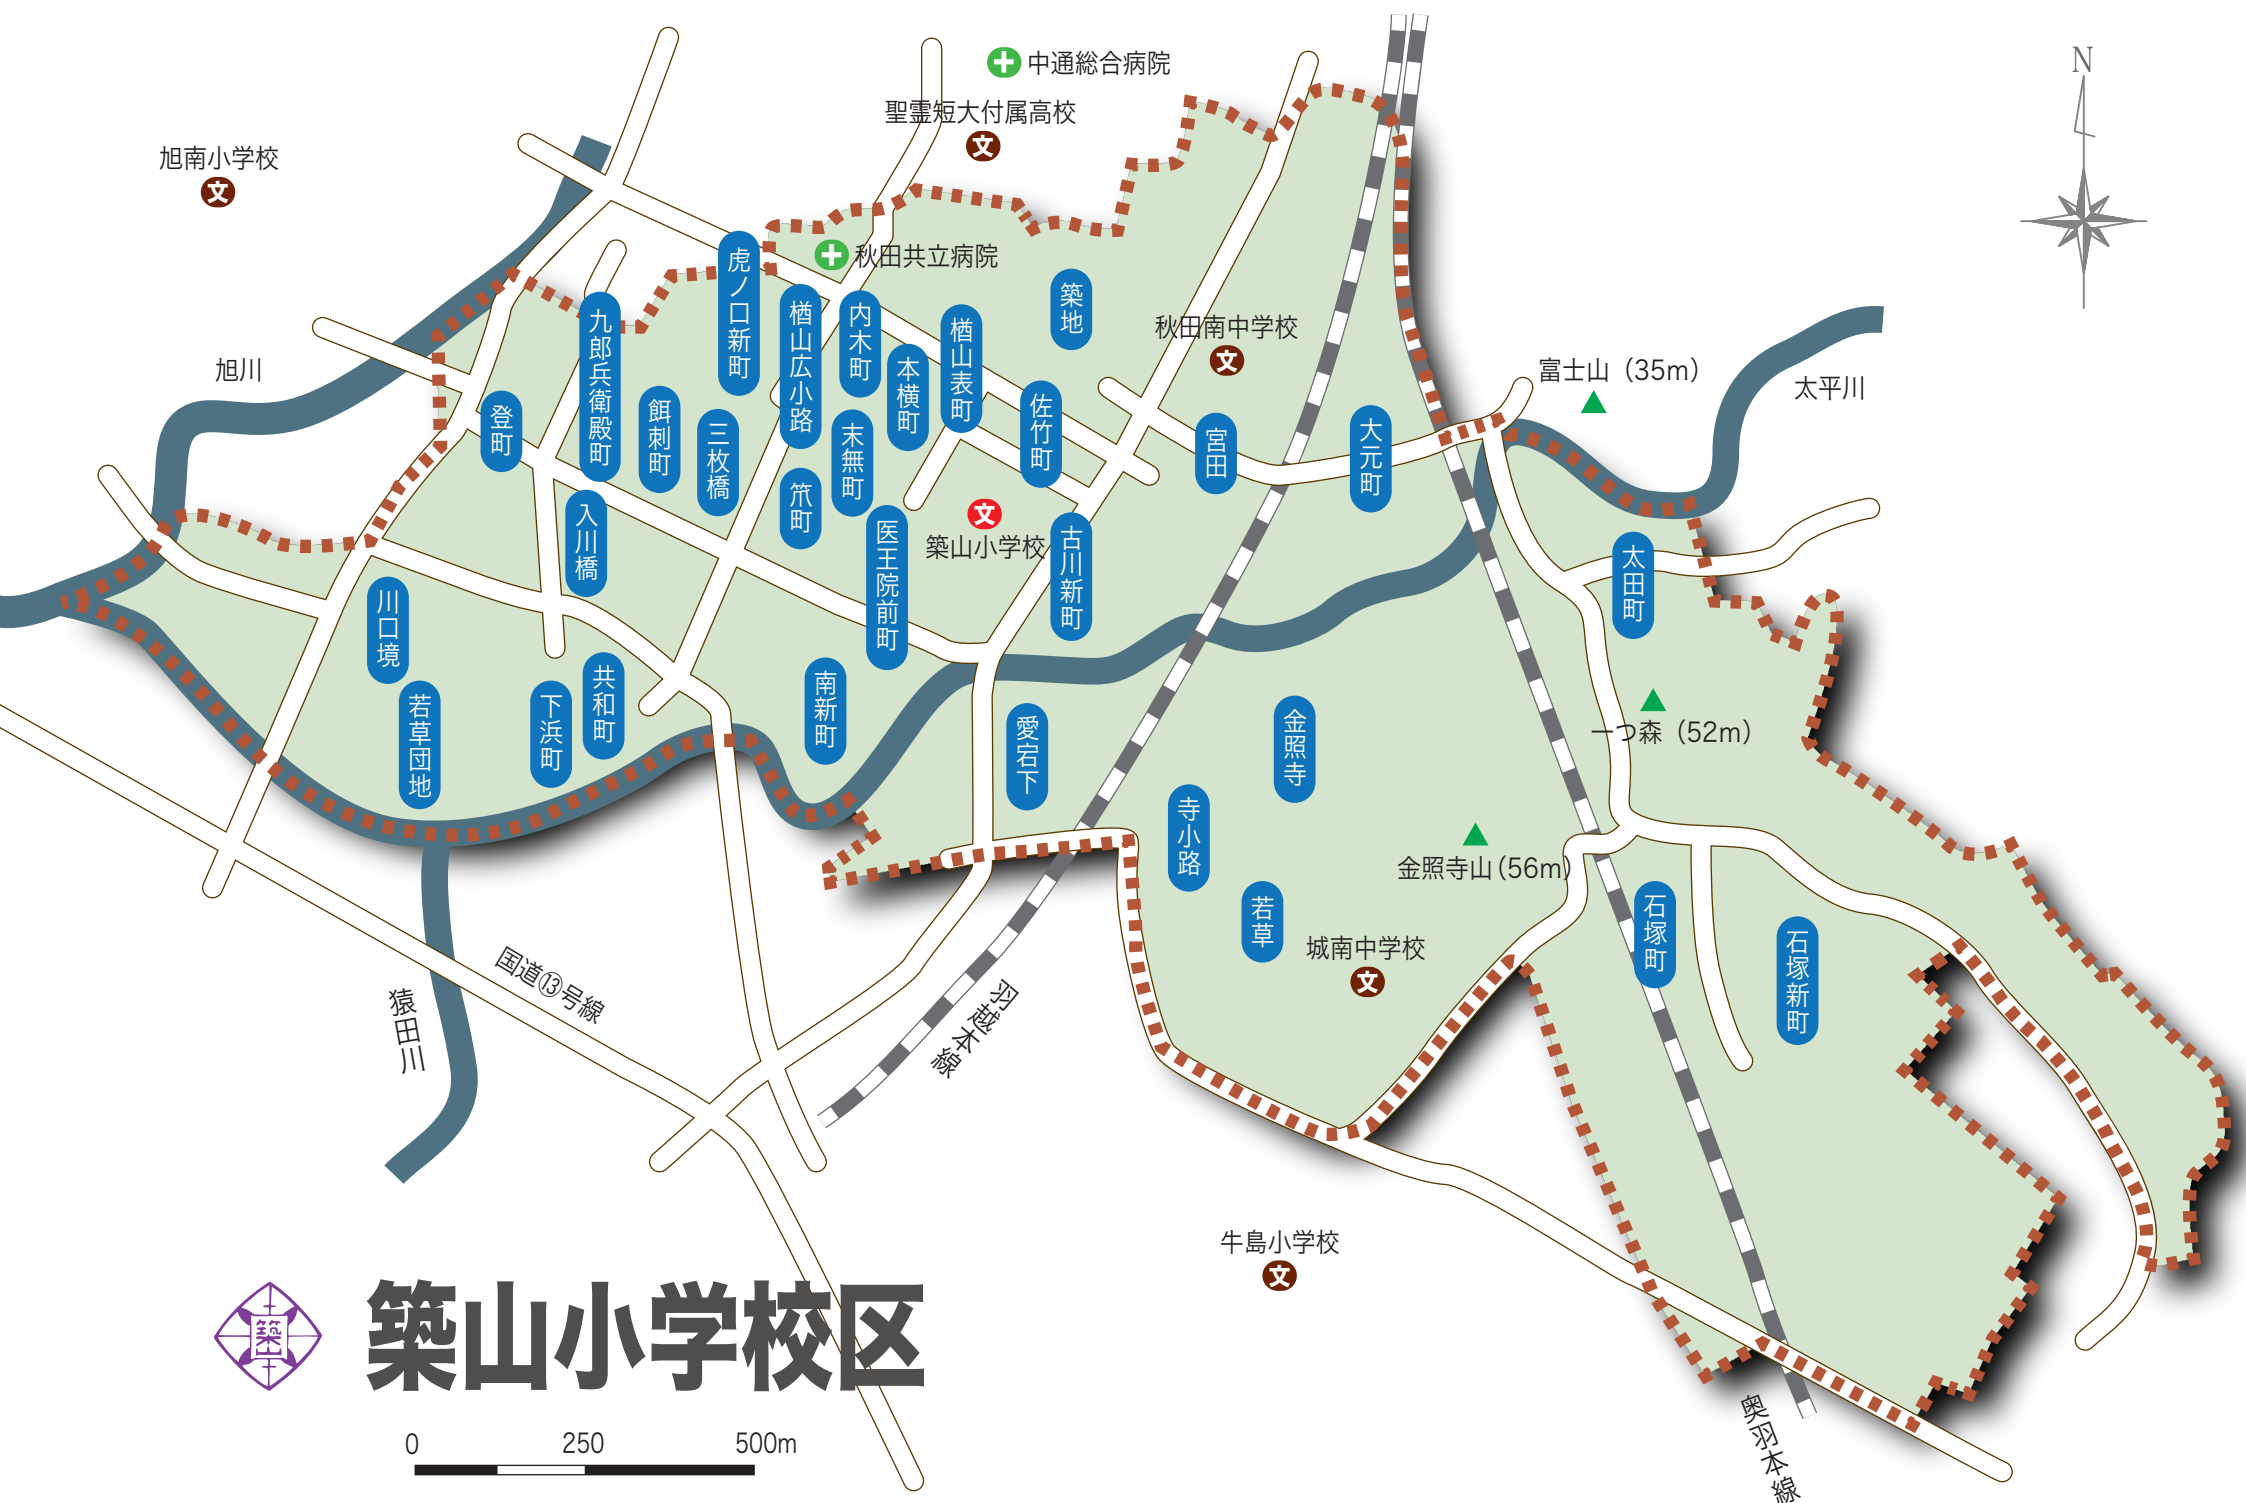 中通総合病院
聖霊短大付属高校
文
旭南小学校
文
N
秋田共立病院
虎ノ口新町
築地
楢山広小路
内木町
楢山表町
九郎兵衛殿町
秋田南中学校
文
本横町
旭川
富士山（35m）
太平川
登町
餌刺町
三枚橋
末無町
佐竹町
宮田
大元町
笊町
入川橋
医王院前町
文
築山小学校
古川新町
太田町
川口境
共和町
下浜町
若草団地
南新町
愛宕下
金照寺
一つ森（52m）
寺小路
金照寺山（56m）
若草
城南中学校
文
石塚町
石塚新町
国道⑬号線
猿田川
羽越本線
牛島小学校
文
築山
築山小学校区
0 250 500m
奥羽本線